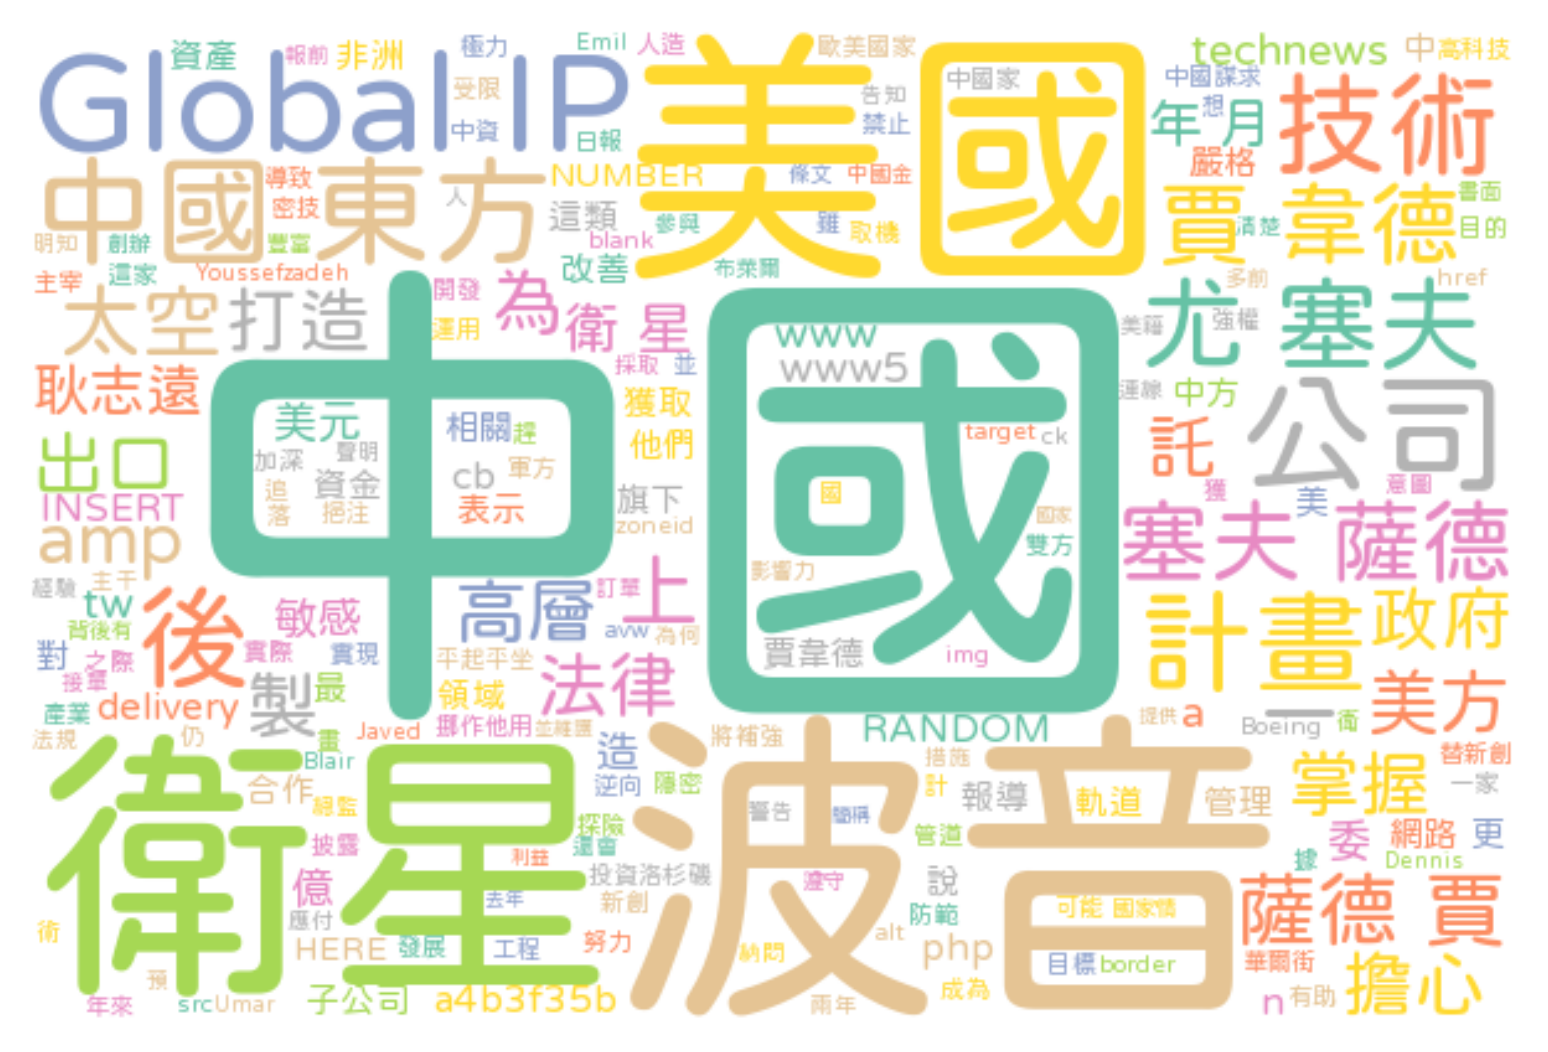 資產 報前 非洲 極力 Emil 人造 歐美國家 technews 中 高科技
Global IP 美國 中國家 中國謀求
受限 告知 年 想 月 技術
中資 日報 禁止
中國東方 導致 NUMBER 條文 中國金 嚴格 賈 韋德 書面
密技 人 這類 參與 雖 取機 清楚 目的
明知 創辦 豐富 blank
主宰 這家 Youssefzadeh 改善 布萊爾 多前 href
太空 打造 開發 為 衛 星 尤 塞夫
運用 www 美籍 強權
耿志遠 採取 並 www5 連線 中方
中國 獲取 公司
美元 相關 趕 他們 target ck 託
出口 加深 聲明 cb 軍方 獲 意圖
INSERT 追 資金 旗下 國 美
落 挹注 表示 zoneid 國家 塞夫 薩德
amp 雙方
經驗 主干 影響力
tw 後 敏感 高層 訂單 上 計畫 政府
背後有 avw 為何
對 之際 實際 實現 平起平坐 賈韋德 img
接單 製 最 領域 法律 美方
產業 delivery 提供 a
法規 仍 畫 Javed 挪作他用 並維護 RANDOM Boeing 一 衛
衛星 Blair 造 將補強 波音 措施 掌握 替新創
合作 總監 逆向 隱密 計 報導 軌道 管理 一家
探險 警告 簡稱 管道 委 網路 更
披露 利益 還會 據 Dennis
億 投資洛杉磯 遵守 說 薩德 賈
應付 去年 新創 防範 可能 國家情
術 HERE 發展 工程 努力 納悶 alt php 目標 border 華爾街
預 成為 擔心
年來 src Umar 子公司 a4b3f35b 兩年 n 有助